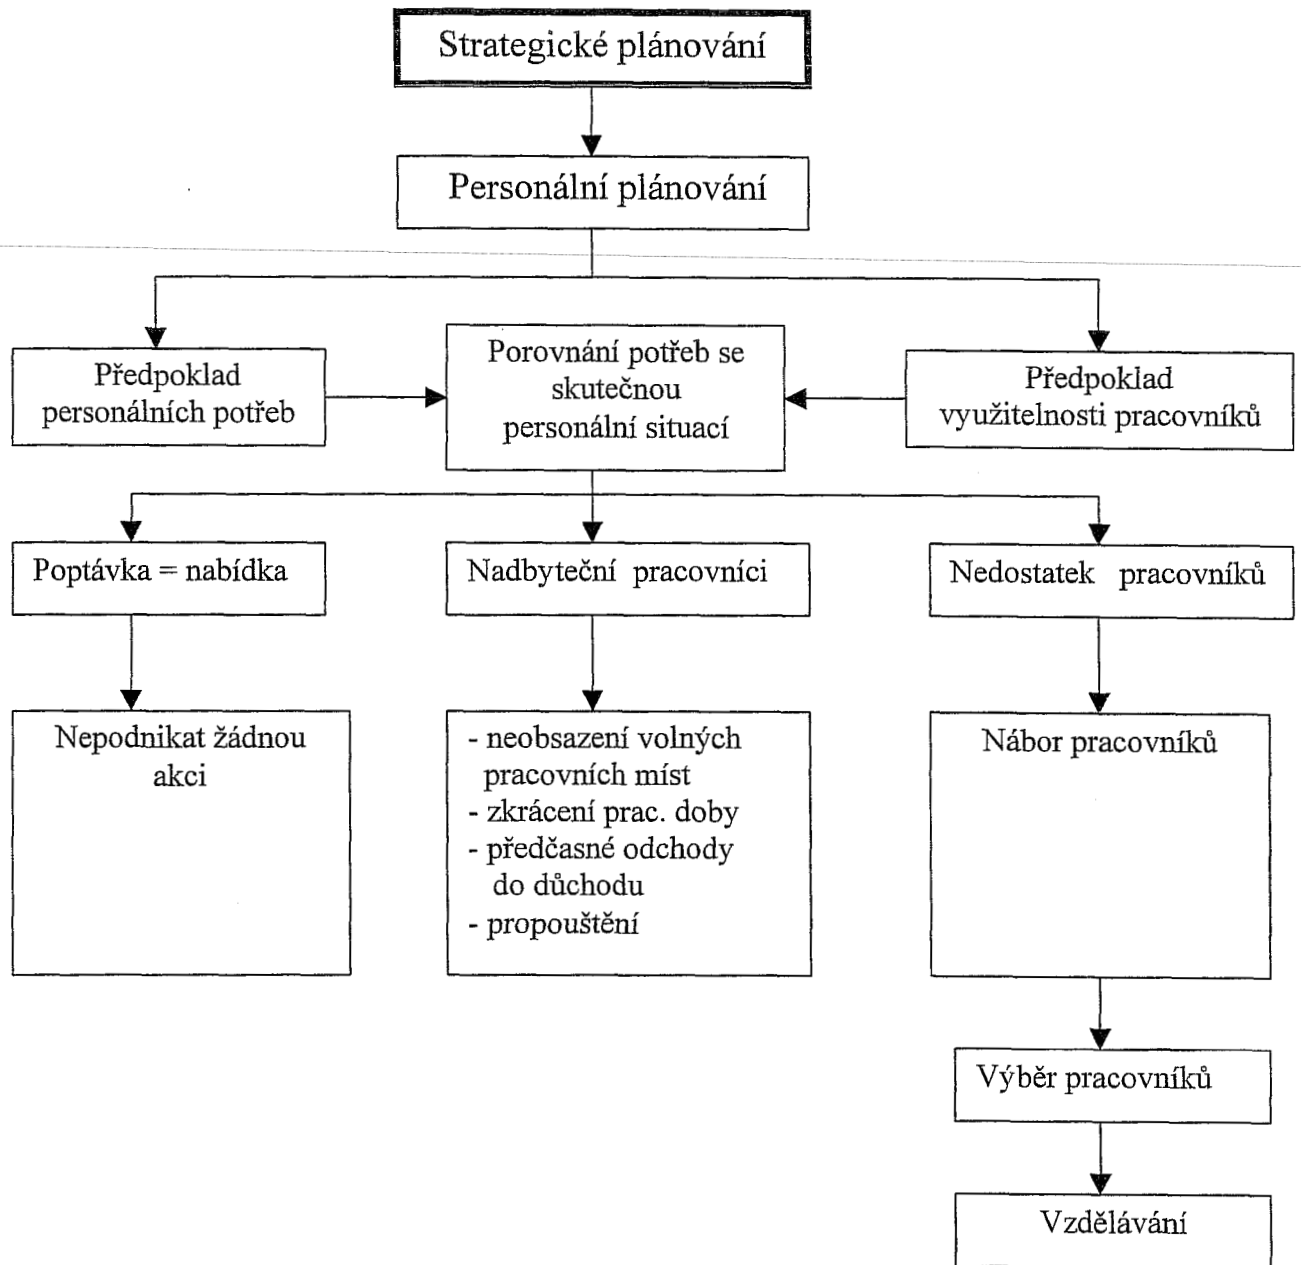 Strategické plánování
Personální plánování
Předpoklad
personálních potřeb
Porovnání potřeb se
skutečnou
personální situací
Předpoklad
využitelnosti pracovníků
Poptávka = nabídka
Nadbyteční pracovníci
Nedostatek pracovníků
Nepodnikat žádnou
akci
- neobsazení volných
pracovních míst
- zkrácení prac. doby
- předčasné odchody
do důchodu
- propouštění
Nábor pracovníků
Výběr pracovníků
Vzdělávání